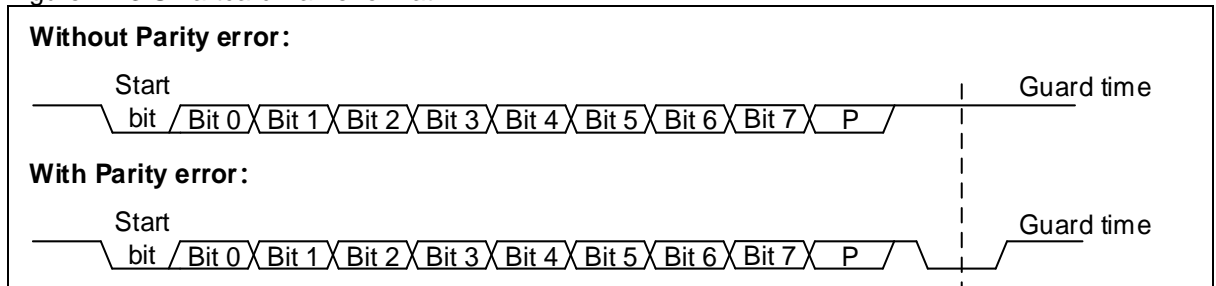 Without Parity error:
Start Guard time
bit Bit 0 Bit 1 Bit 2 Bit 3 Bit 4 Bit 5 Bit 6 Bit 7 P
With Parity error:
Start Guard time
bit Bit 0 Bit 1 Bit 2 Bit 3 Bit 4 Bit 5 Bit 6 Bit 7 P